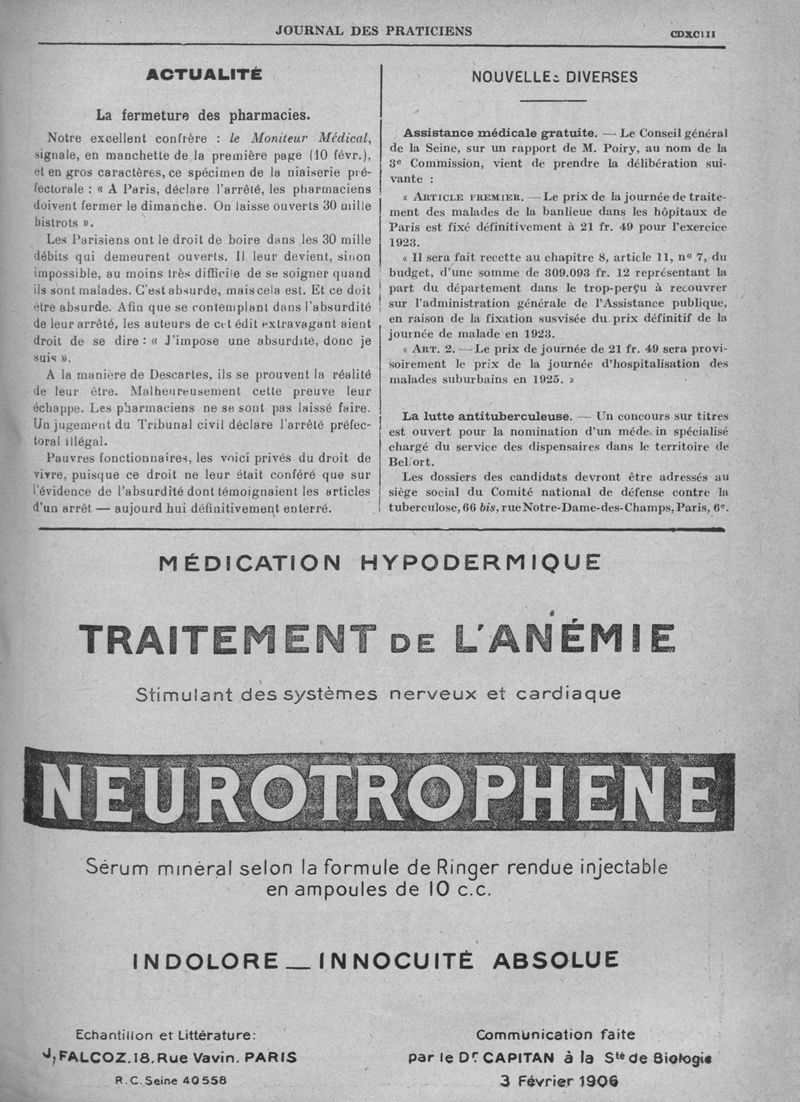 JOURNAL DES PRATICIENS
CDXCIII
ACTUALITÉ
La fermeture des pharmacies.
Notre excellent confrère : le Moniteur Médical,
signale, en manchette de la première page (10 févr.),
et en gros caractères, ce spécimen de la niaiserie pré-
fectorale : « A Paris, déclare l'arrêté, les pharmaciens
doivent fermer le dimanche. On laisse ouverts 30 mille
bistrots ».
Les Parisiens ont le droit de boire dans les 30 mille
débits qui demeurent ouverts. Il leur devient, sinon
impossible, au moins très difficile de se soigner quand
ils sont malades. C'est absurde, mais cela est. Et ce doit
être absurde. Afin que se contemplant dans l'absurdité
de leur arrêté, les auteurs de cet édit extravagant aient
droit de se dire : « J'impose une absurdité, donc je
suis ».
A la manière de Descartes, ils se prouvent la réalité
de leur être. Malheureusement cette preuve leur
échappe. Les pharmaciens ne se sont pas laissé faire.
Un jugement du Tribunal civil déclare l'arrêté préfec-
toral illégal.
Pauvres fonctionnaires, les voici privés du droit de
vivre, puisque ce droit ne leur était conféré que sur
l'évidence de l'absurdité dont témoignaient les articles
d'un arrêt — aujourd hui définitivement enterré.
NOUVELLES DIVERSES
Assistance médicale gratuite. — Le Conseil général
de la Seine, sur un rapport de M. Poiry, au nom de la
3e Commission, vient de prendre la délibération sui-
vante :
« ARTICLE PREMIER. — Le prix de la journée de traite-
ment des malades de la banlieue dans les hôpitaux de
Paris est fixé définitivement à 21 fr. 49 pour l'exercice
1923.
« Il sera fait recette au chapitre 8, article 11, no 7, du
budget, d'une somme de 309.093 fr. 12 représentant la
part du département dans le trop-perçu à recouvrer
sur l'administration générale de l'Assistance publique,
en raison de la fixation susvisée du prix définitif de la
journée de malade en 1923.
« ART. 2. — Le prix de journée de 21 fr. 49 sera provi-
soirement le prix de la journée d'hospitalisation des
malades suburbains en 1925. »
La lutte antituberculeuse. — Un concours sur titres
est ouvert pour la nomination d'un médecin spécialisé
chargé du service des dispensaires dans le territoire de
Belfort.
Les dossiers des candidats devront être adressés au
siège social du Comité national de défense contre la
tuberculose, 66 bis, rue Notre-Dame-des-Champs, Paris, 6e.
MÉDICATION HYPODERMIQUE
TRAITEMENT DE L'ANÉMIE
Stimulant des systèmes nerveux et cardiaque
NEUROTROPHENE
Sérum minéral selon la formule de Ringer rendue injectable
en ampoules de 10 c.c.
INDOLORE — INNOCUITÉ ABSOLUE
Echantillon et Littérature:
J, FALCOZ. 18. Rue Vavin. PARIS
R.C. Seine 40558
Communication faite
par le Dr CAPITAN à la Sté de Biologie
3 Février 1906